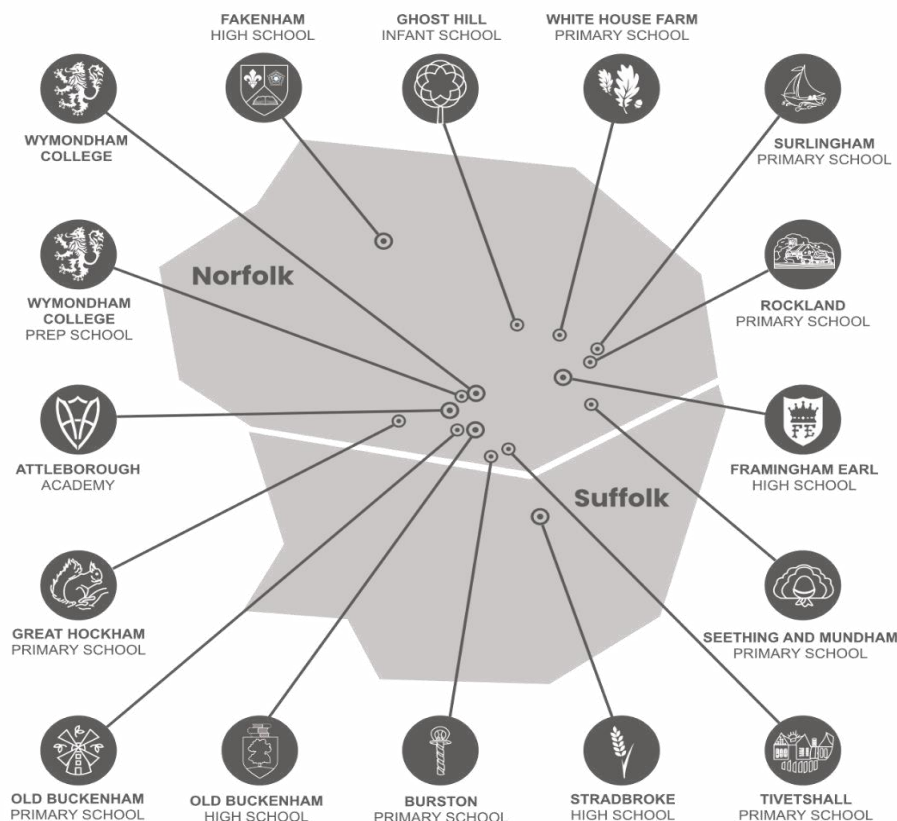 FAKENHAM
HIGH SCHOOL
GHOST HILL
INFANT SCHOOL
WHITE HOUSE FARM
PRIMARY SCHOOL
WYMONDHAM
COLLEGE
SURLINGHAM
PRIMARY SCHOOL
Norfolk
WYMONDHAM
COLLEGE
PREP SCHOOL
ROCKLAND
PRIMARY SCHOOL
ATTLEBOROUGH
ACADEMY
FE
FRAMINGHAM EARL
HIGH SCHOOL
Suffolk
GREAT HOCKHAM
PRIMARY SCHOOL
SEETHING AND MUNDHAM
PRIMARY SCHOOL
OLD BUCKENHAM
PRIMARY SCHOOL
OLD BUCKENHAM
HIGH SCHOOL
BURSTON
PRIMARY SCHOOL
STRADBROKE
HIGH SCHOOL
TIVETSHALL
PRIMARY SCHOOL